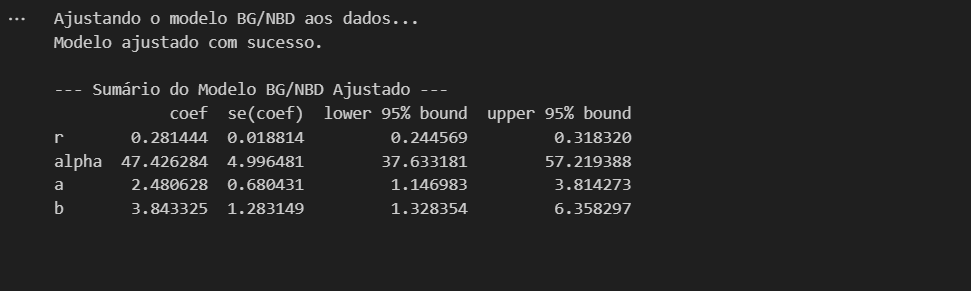 ... Ajustando o modelo BG/NBD aos dados...
Modelo ajustado com sucesso.
--- Sumário do Modelo BG/NBD Ajustado ---
coef se(coef) lower 95% bound upper 95% bound
r 0.281444 0.018814 0.244569 0.318320
alpha 47.426284 4.996481 37.633181 57.219388
a 2.480628 0.680431 1.146983 3.814273
b 3.843325 1.283149 1.328354 6.358297